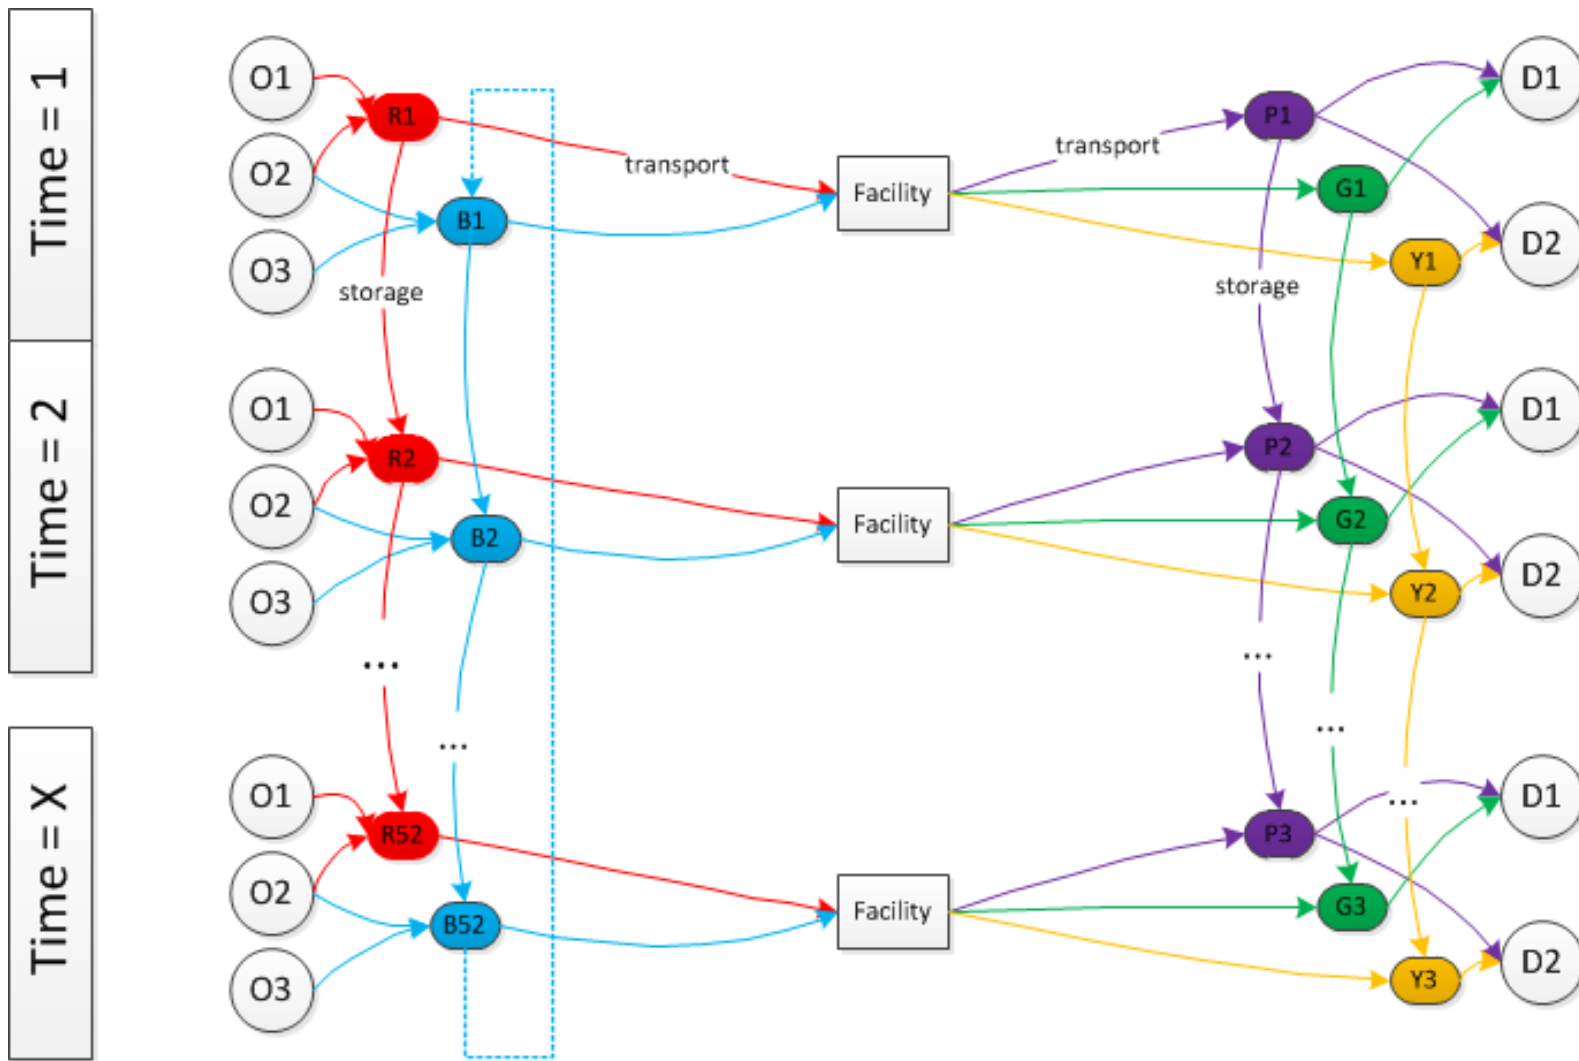 Time = 1
O1
R1
O2
B1
O3
storage
transport
Facility
transport
P1
G1
Y1
storage
D1
D2
Time = 2
O1
R2
O2
B2
O3
...
...
Facility
P2
G2
Y2
...
...
D1
D2
Time = X
O1
R52
O2
B52
O3
Facility
P3
G3
...
Y3
D1
D2